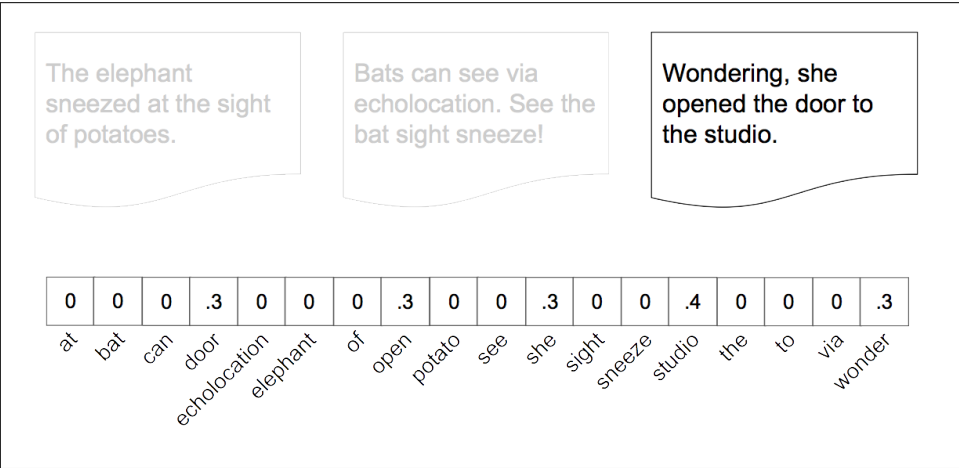 The elephant
sneezed at the sight
of potatoes.
Bats can see via
echolocation. See the
bat sight sneeze!
Wondering, she
opened the door to
the studio.
0 0 0 .3 0 0 0 .3 0 0 .3 0 0 .4 0 0 0 .3
at bat can door echolocation elephant of open potato see she sight sneeze studio the to via wonder